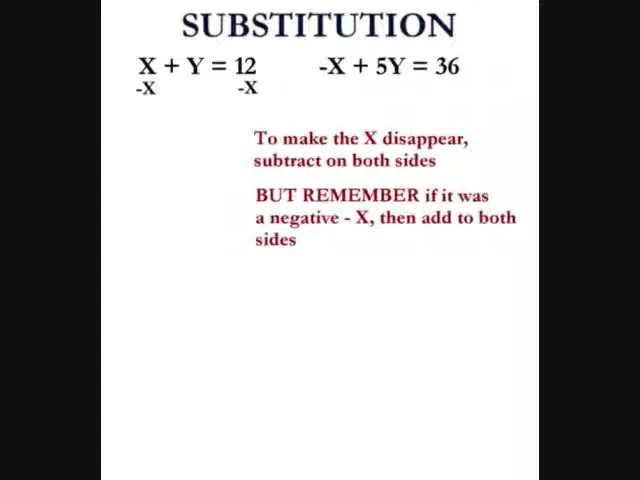 SUBSTITUTION
X + Y = 12 -X + 5Y = 36
-X -X
To make the X disappear,
subtract on both sides
BUT REMEMBER if it was
a negative - X, then add to both
sides